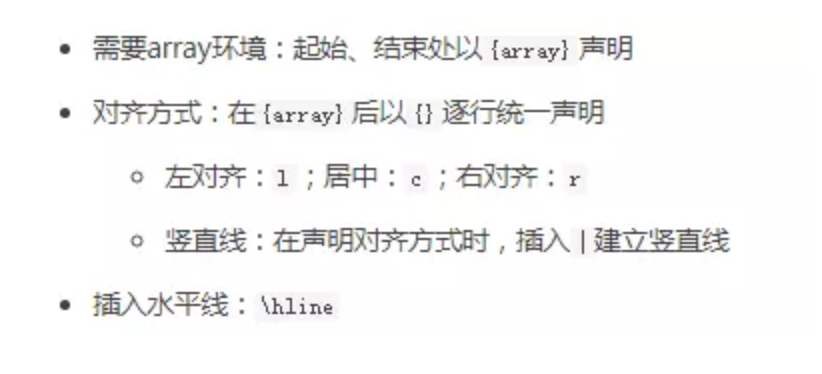 需要array环境：起始、结束处以 {array} 声明
对齐方式：在 {array} 后以 {} 逐行统一声明
左对齐：l ；居中：c ；右对齐：r
竖直线：在声明对齐方式时，插入 | 建立竖直线
插入水平线：\hline